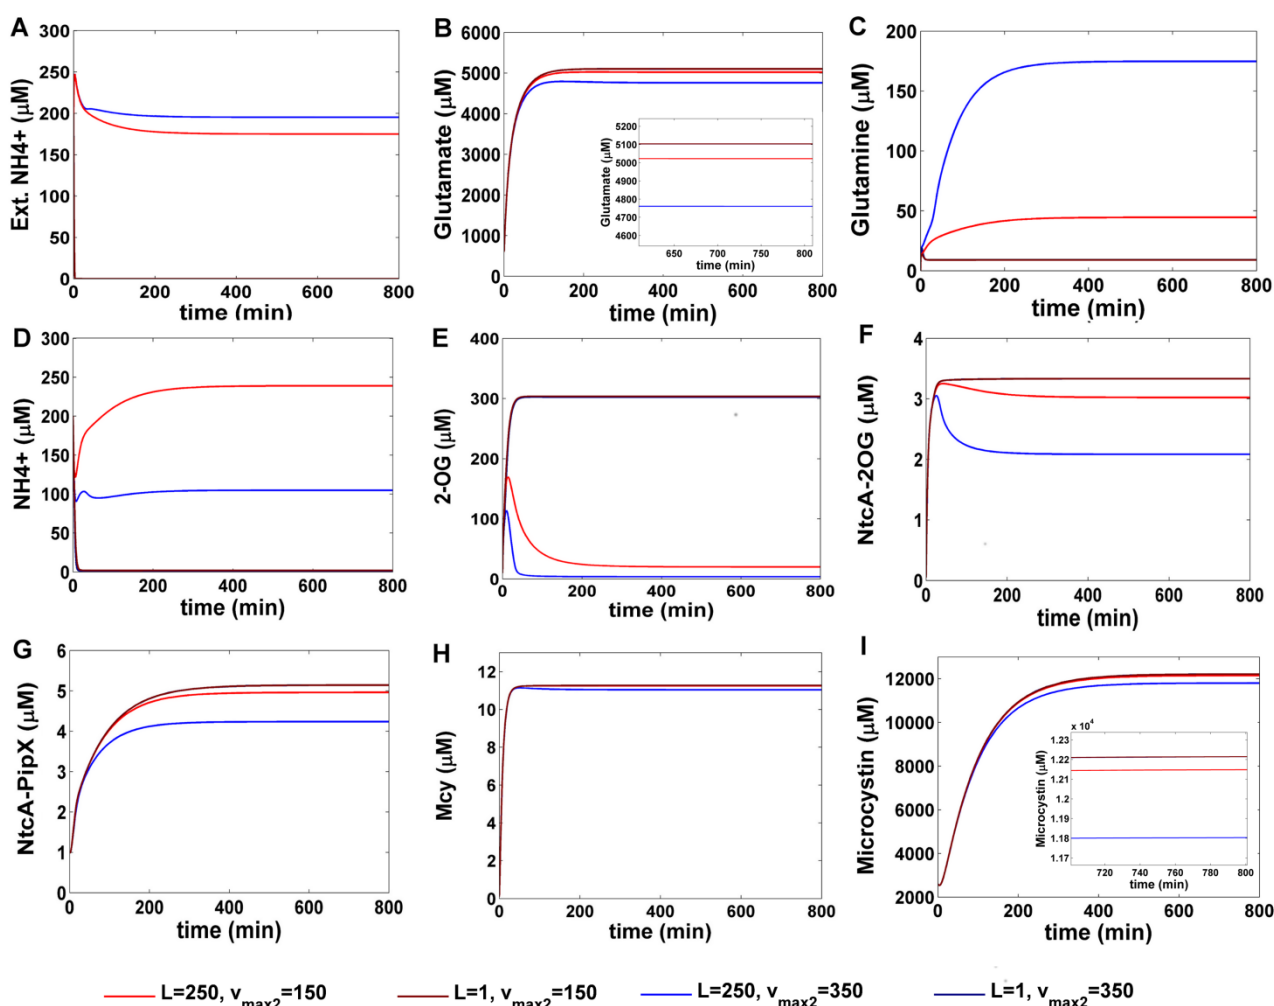 A
Ext. NH4+ (μM)
300
250
200
150
100
50
0
0 200 400 600 800
time (min)
B
Glutamate (μM)
6000
5000
4000
3000
2000
1000
0
0 200 400 600 800
time (min)
Glutamate (μM)
5200
5100
5000
4900
4800
4700
4600
650 700 750 800
time (min)
C
Glutamine (μM)
200
150
100
50
0
0 200 400 600 800
time (min)
D
NH4+ (μM)
300
250
200
150
100
50
0
0 200 400 600 800
time (min)
E
2-OG (μM)
400
300
200
100
0
0 200 400 600 800
time (min)
F
NtcA-2OG (μM)
4
3
2
1
0
0 200 400 600 800
time (min)
G
NtcA-PipX (μM)
6
5
4
3
2
1
0
0 200 400 600 800
time (min)
H
Mcy (μM)
12
10
8
6
4
2
0
0 200 400 600 800
time (min)
I
Microcystin (μM)
12000
10000
8000
6000
4000
2000
0 200 400 600 800
time (min)
x 10⁴
Microcystin (μM)
1.23
1.22
1.21
1.2
1.19
1.18
1.17
720 740 760 780 800
time (min)
L=250, vmax2=150 L=1, vmax2=150 L=250, vmax2=350 L=1, vmax2=350